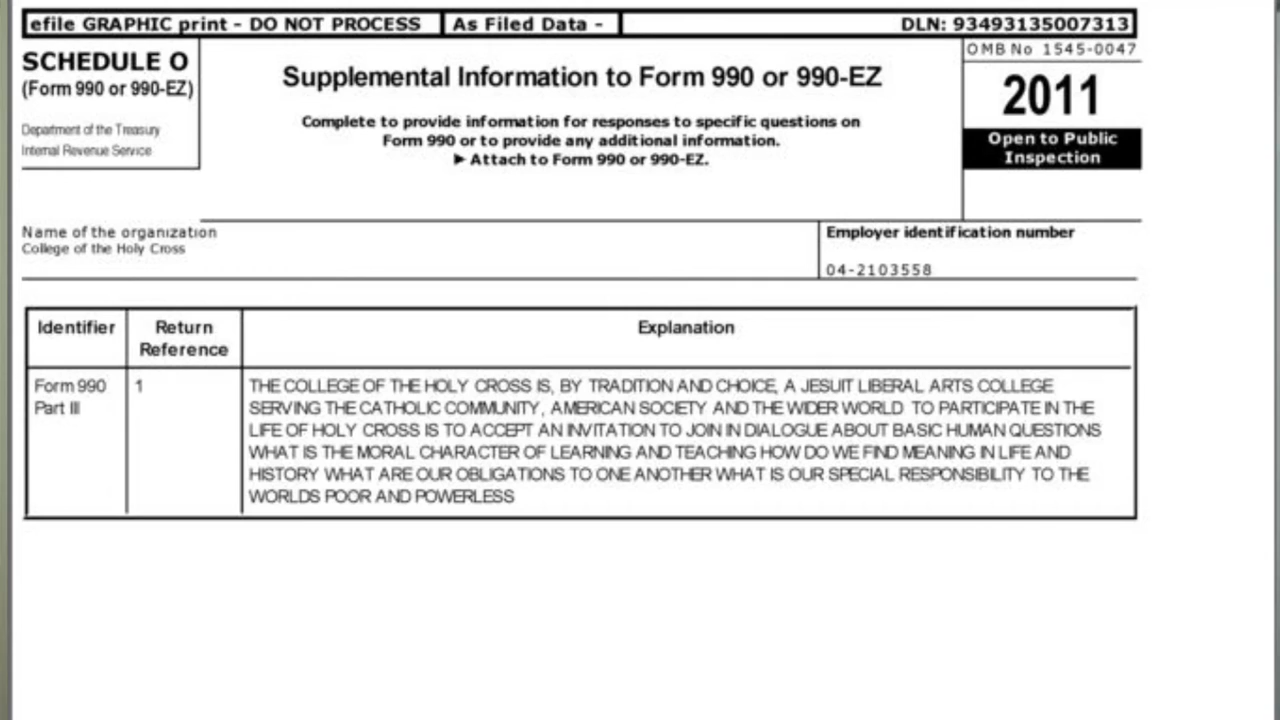 efile GRAPHIC print - DO NOT PROCESS As Filed Data - DLN: 93493135007313
SCHEDULE O
(Form 990 or 990-EZ)
Department of the Treasury
Internal Revenue Service
Supplemental Information to Form 990 or 990-EZ
Complete to provide information for responses to specific questions on
Form 990 or to provide any additional information.
▶ Attach to Form 990 or 990-EZ.
OMB No 1545-0047
2011
Open to Public
Inspection
Name of the organization
College of the Holy Cross
Employer identification number
04-2103558
Identifier
Return
Reference
Explanation
Form 990
Part III
1
THE COLLEGE OF THE HOLY CROSS IS, BY TRADITION AND CHOICE, A JESUIT LIBERAL ARTS COLLEGE
SERVING THE CATHOLIC COMMUNITY, AMERICAN SOCIETY AND THE WIDER WORLD TO PARTICIPATE IN THE
LIFE OF HOLY CROSS IS TO ACCEPT AN INVITATION TO JOIN IN DIALOGUE ABOUT BASIC HUMAN QUESTIONS
WHAT IS THE MORAL CHARACTER OF LEARNING AND TEACHING HOW DO WE FIND MEANING IN LIFE AND
HISTORY WHAT ARE OUR OBLIGATIONS TO ONE ANOTHER WHAT IS OUR SPECIAL RESPONSIBILITY TO THE
WORLDS POOR AND POWERLESS